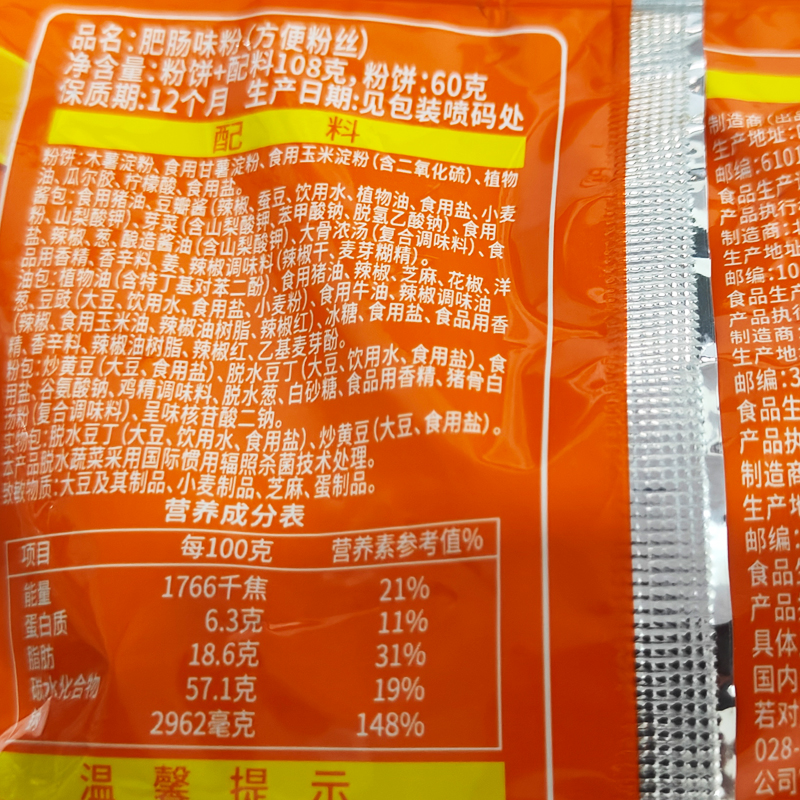 品名:肥肠味粉(方便粉丝)
净含量:粉饼+配料108克,粉饼:60克
保质期:12个月 生产日期:见包装喷码处
配 料
粉饼:木薯淀粉、食用甘薯淀粉、食用玉米淀粉(含二氧化硫)、植物
油、瓜尔胶、柠檬酸、食用盐。
酱包:食用猪油、豆瓣酱(辣椒、蚕豆、饮用水、植物油、食用盐、小麦
粉、山梨酸钾)、芽菜(含山梨酸钾、苯甲酸钠、脱氢乙酸钠)、食用
盐、辣椒、葱、酿造酱油(含山梨酸钾)、大骨浓汤(复合调味料)、食
品用香精、香辛料、姜、辣椒调味料(辣椒干、麦芽糊精)。
油包:植物油(含特丁基对苯二酚)、食用猪油、辣椒、芝麻、花椒、洋
葱、豆豉(大豆、饮用水、食用盐、小麦粉)、食用牛油、辣椒调味油
(辣椒、食用玉米油、辣椒油树脂、辣椒红)、冰糖、食用盐、食品用香
精、香辛料、辣椒油树脂、辣椒红、乙基麦芽酚。
粉包:炒黄豆(大豆、食用盐)、脱水豆丁(大豆、饮用水、食用盐)、食
用盐、谷氨酸钠、鸡精调味料、脱水葱、白砂糖、食品用香精、猪骨白
汤粉(复合调味料)、呈味核苷酸二钠。
实物包:脱水豆丁(大豆、饮用水、食用盐)、炒黄豆(大豆、食用盐)。
本产品脱水蔬菜采用国际惯用辐照杀菌技术处理。
致敏物质:大豆及其制品、小麦制品、芝麻、蛋制品。
营养成分表
项目 每100克 营养素参考值%
能量 1766千焦 21%
蛋白质 6.3克 11%
脂肪 18.6克 31%
碳水化合物 57.1克 19%
2962毫克 148%
温馨提示
制造商
生产地址:
邮编:6101
食品生产
产品执行
制造商:
生产地址
邮编:10
食品生产
产品执行
制造商
生产地
邮编:3
食品生
产品执
制造商
生产地
邮编:
食品生
产品
具体
国内
若对
028-
公司